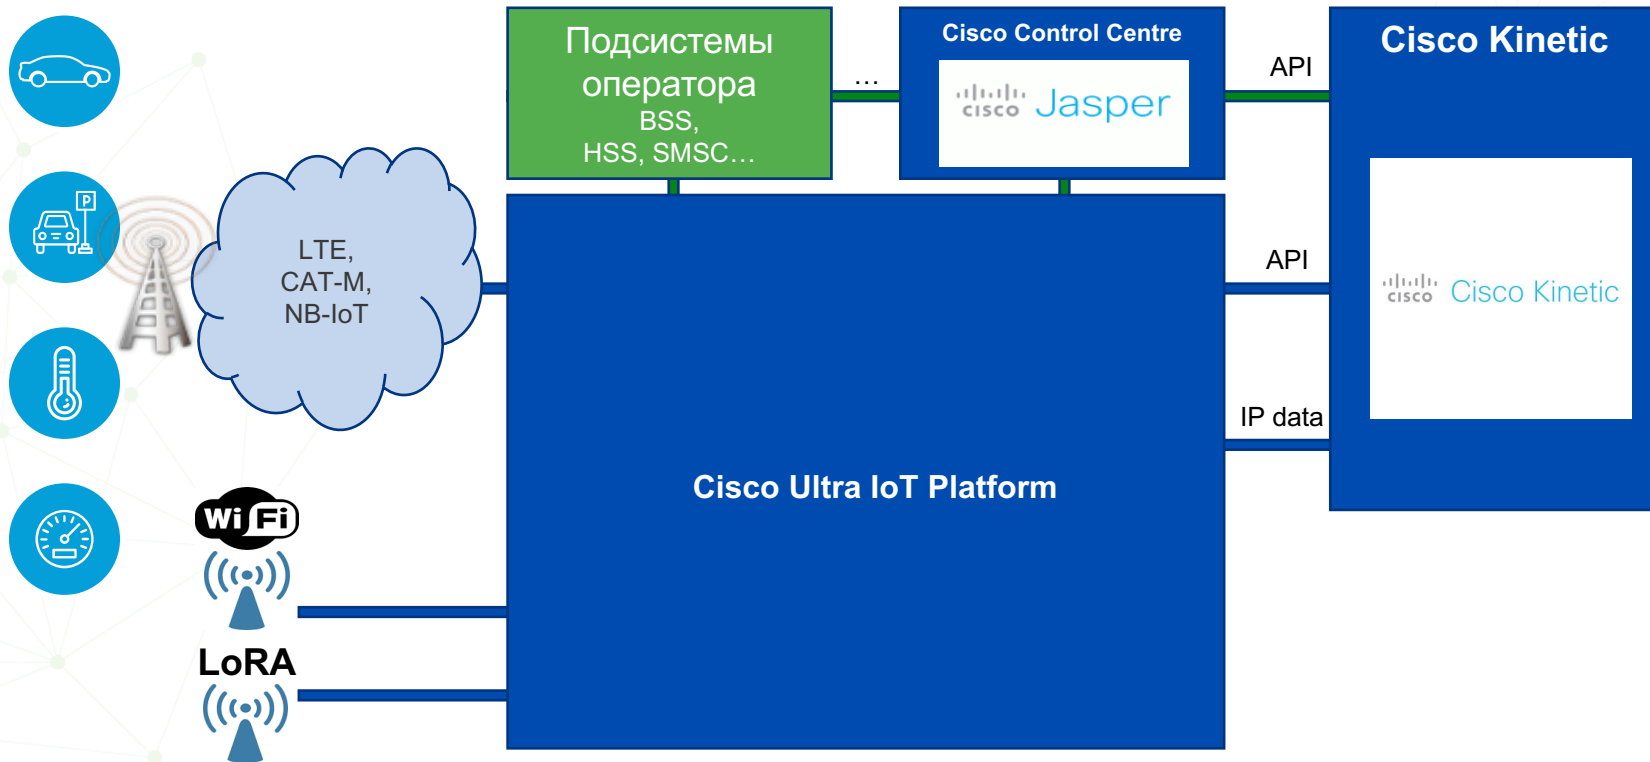 Подсистемы
оператора
BSS,
HSS, SMSC…
…
Cisco Control Centre
cisco Jasper
API
Cisco Kinetic
P
LTE,
CAT-M,
NB-IoT
API
cisco Cisco Kinetic
IP data
Cisco Ultra IoT Platform
Wi Fi
LoRA